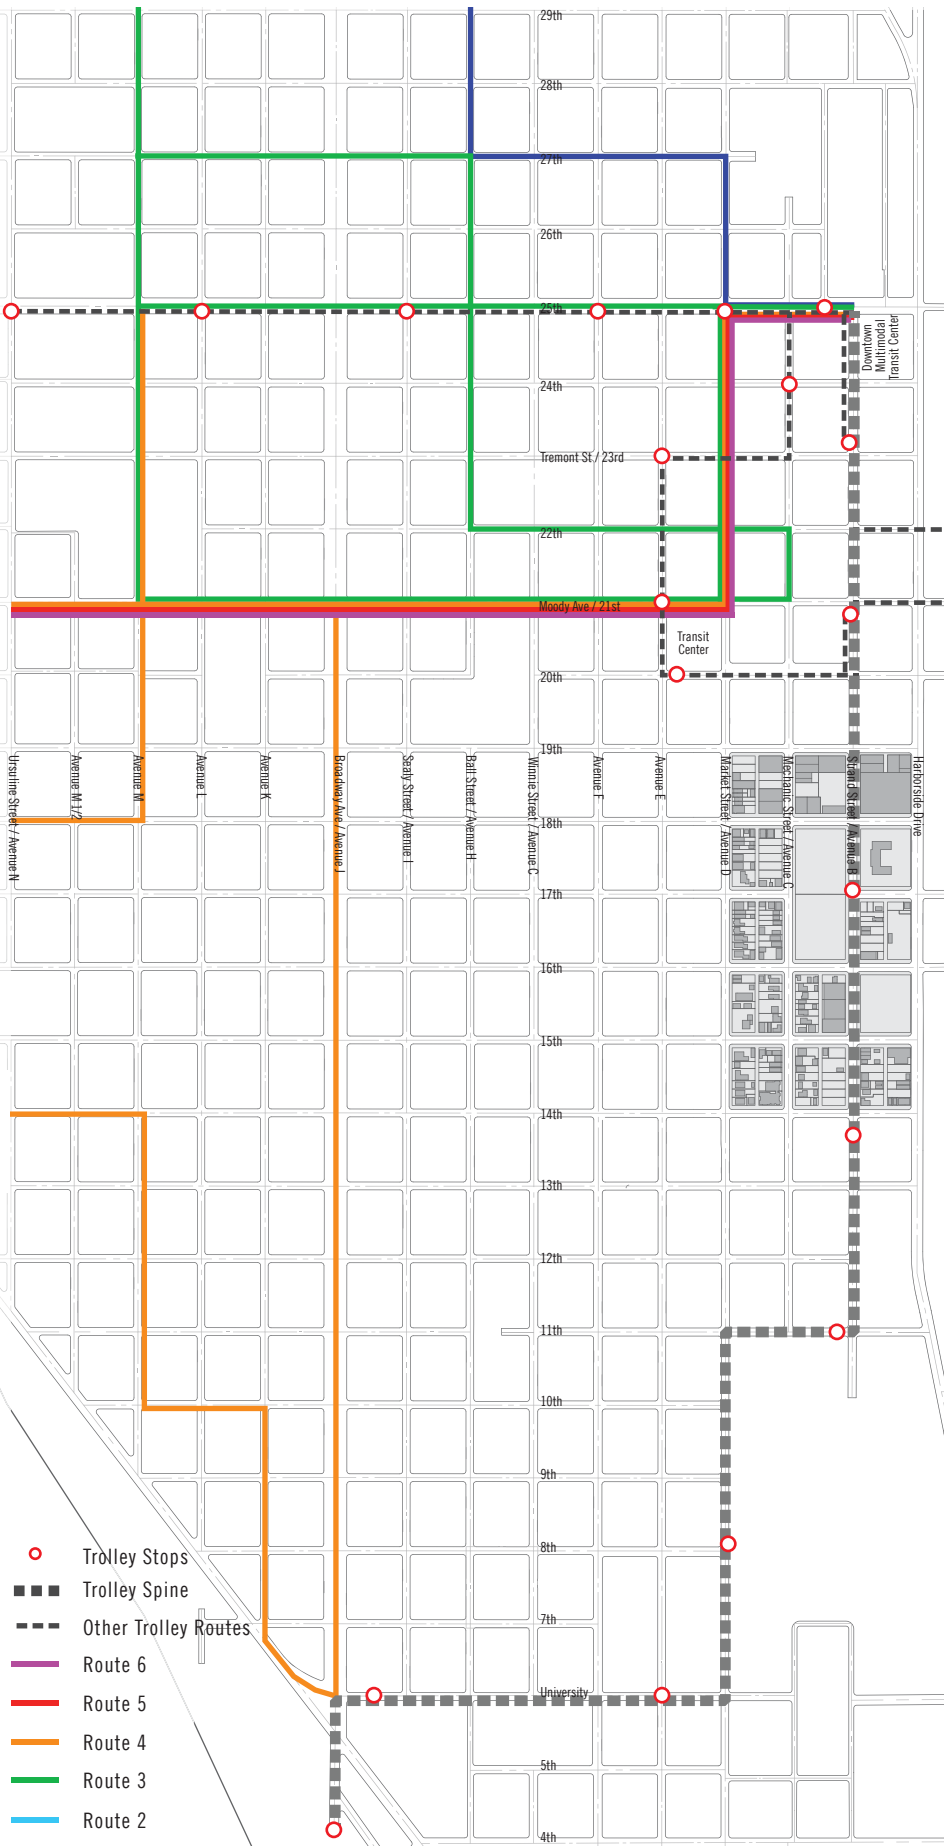 29th
28th
27th
26th
25th
Downtown
Multimodal
Transit Center
24th
Tremont St / 23rd
22th
Moody Ave / 21st
Transit
Center
20th
19th
Ursuline Street / Avenue N
Avenue M 1/2
Avenue M
Avenue L
Avenue K
Broadway Ave / Avenue J
Sealy Street / Avenue I
Ball Street / Avenue H
Winnie Street / Avenue C
Avenue F
Avenue E
Market Street / Avenue D
Mechanic Street / Avenue C
Strand Street / Avenue B
Harborside Drive
18th
17th
16th
15th
14th
13th
12th
11th
10th
9th
8th
7th
University
5th
4th
Trolley Stops
Trolley Spine
Other Trolley Routes
Route 6
Route 5
Route 4
Route 3
Route 2